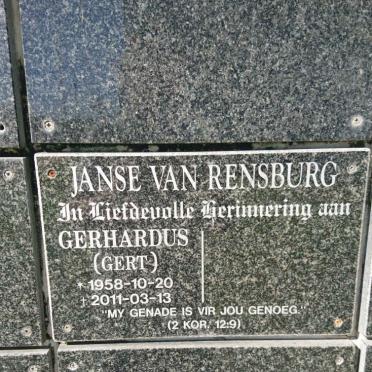 JANSE VAN RENSBURG
In Liefdevolle Herinnering aan
GERHARDUS
(GERT)
* 1958-10-20
† 2011-03-13
"MY GENADE IS VIR JOU GENOEG."
(2 KOR. 12:9)